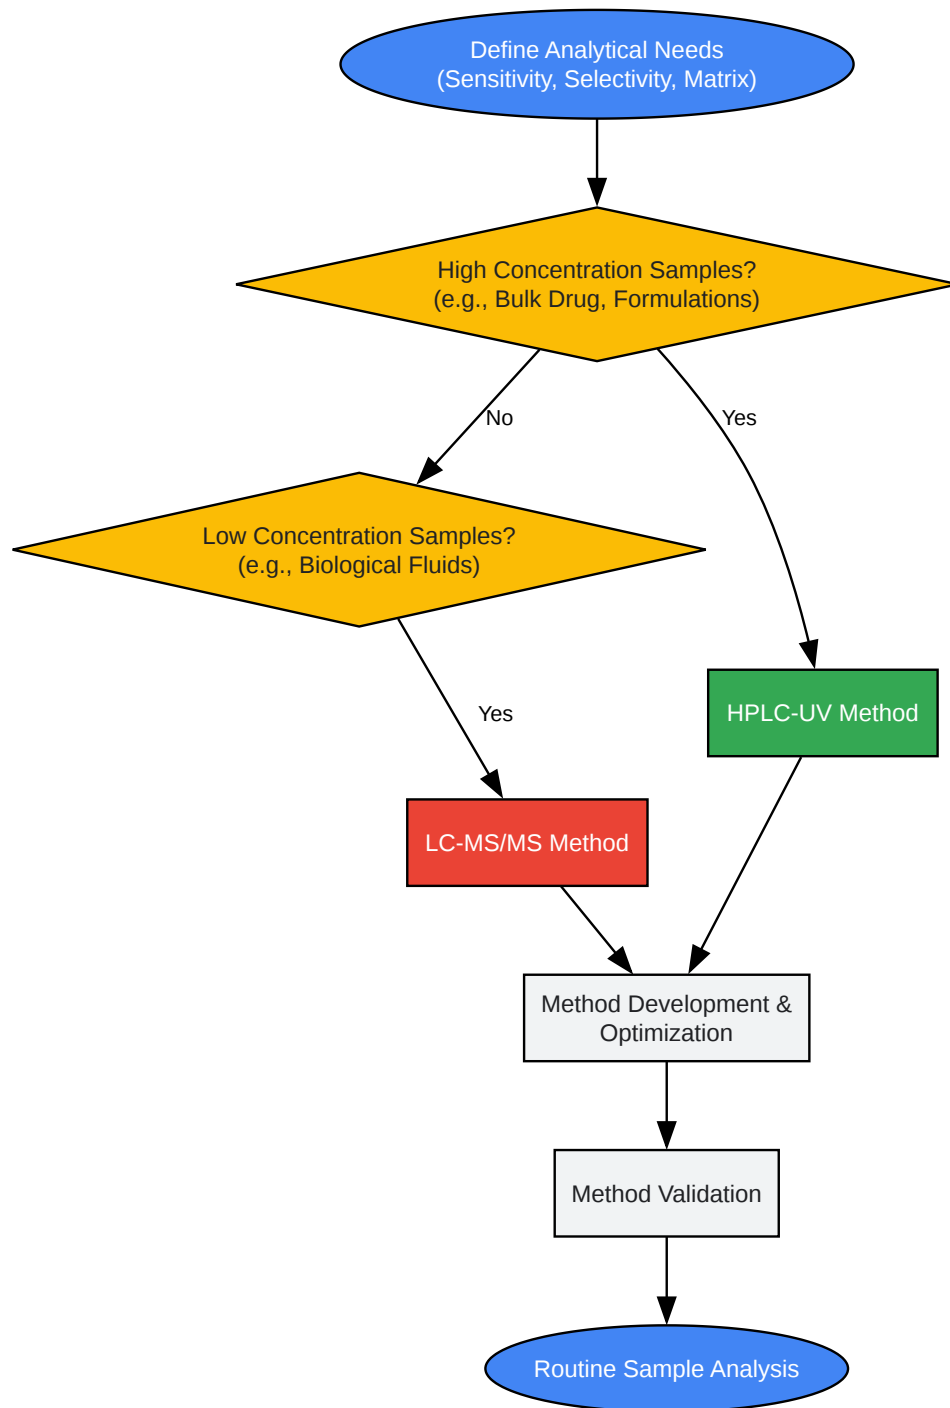 Define Analytical Needs
(Sensitivity, Selectivity, Matrix)
High Concentration Samples?
(e.g., Bulk Drug, Formulations)
No
Yes
Low Concentration Samples?
(e.g., Biological Fluids)
Yes
HPLC-UV Method
LC-MS/MS Method
Method Development &
Optimization
Method Validation
Routine Sample Analysis